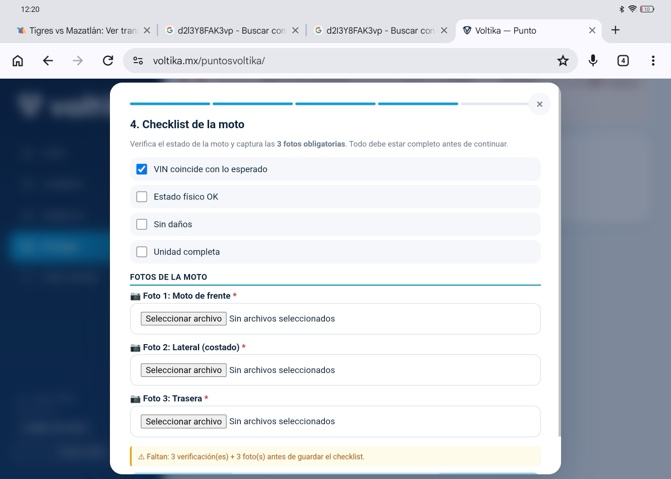 12:20
Tigres vs Mazatlán: Ver tran
d2I3Y8FAK3vp - Buscar con
d2I3Y8FAK3vp - Buscar con
Voltika — Punto
voltika.mx/puntosvoltika/
4
4. Checklist de la moto
Verifica el estado de la moto y captura las 3 fotos obligatorias. Todo debe estar completo antes de continuar.
VIN coincide con lo esperado
Estado físico OK
Sin daños
Unidad completa
FOTOS DE LA MOTO
Foto 1: Moto de frente *
Seleccionar archivo Sin archivos seleccionados
Foto 2: Lateral (costado) *
Seleccionar archivo Sin archivos seleccionados
Foto 3: Trasera *
Seleccionar archivo Sin archivos seleccionados
⚠ Faltan: 3 verificación(es) + 3 foto(s) antes de guardar el checklist.